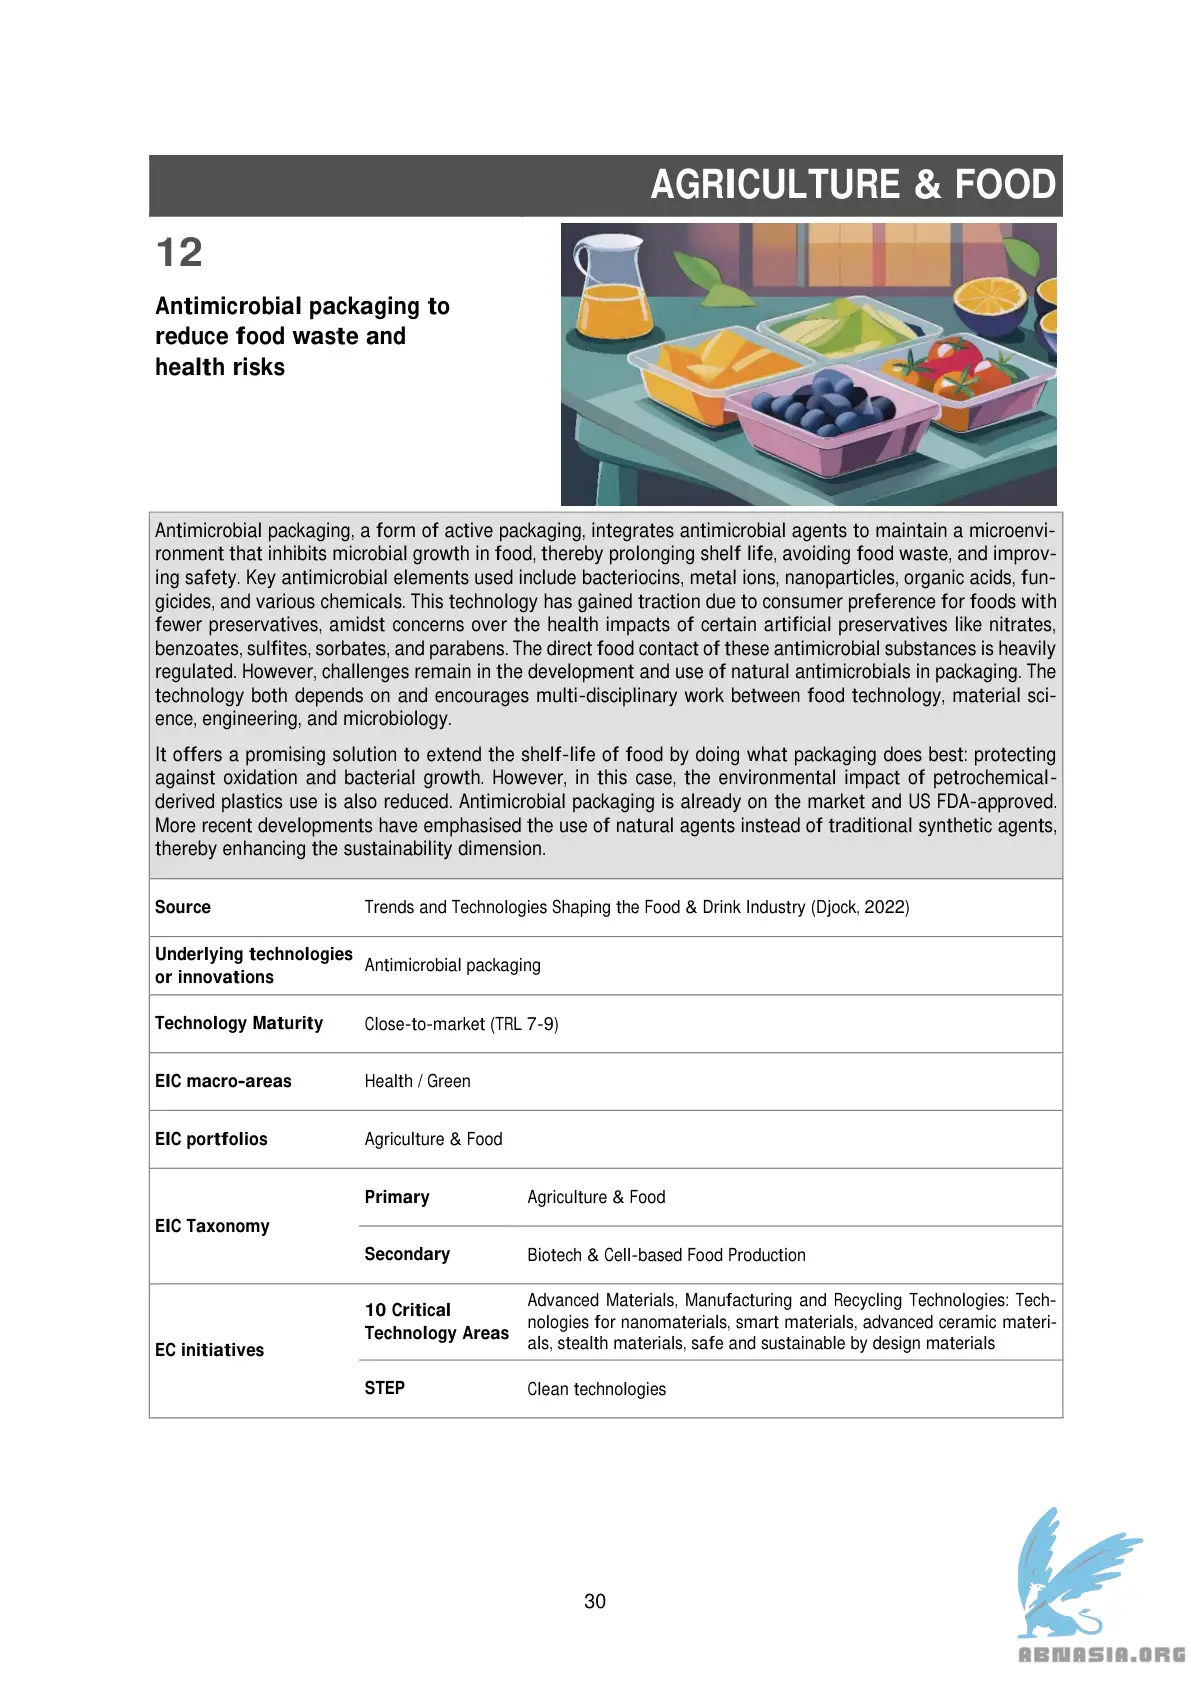 AGRICULTURE & FOOD
12
Antimicrobial packaging to
reduce food waste and
health risks
Antimicrobial packaging, a form of active packaging, integrates antimicrobial agents to maintain a microenvi-
ronment that inhibits microbial growth in food, thereby prolonging shelf life, avoiding food waste, and improv-
ing safety. Key antimicrobial elements used include bacteriocins, metal ions, nanoparticles, organic acids, fun-
gicides, and various chemicals. This technology has gained traction due to consumer preference for foods with
fewer preservatives, amidst concerns over the health impacts of certain artificial preservatives like nitrates,
benzoates, sulfites, sorbates, and parabens. The direct food contact of these antimicrobial substances is heavily
regulated. However, challenges remain in the development and use of natural antimicrobials in packaging. The
technology both depends on and encourages multi-disciplinary work between food technology, material sci-
ence, engineering, and microbiology.
It offers a promising solution to extend the shelf-life of food by doing what packaging does best: protecting
against oxidation and bacterial growth. However, in this case, the environmental impact of petrochemical-
derived plastics use is also reduced. Antimicrobial packaging is already on the market and US FDA-approved.
More recent developments have emphasised the use of natural agents instead of traditional synthetic agents,
thereby enhancing the sustainability dimension.
Source Trends and Technologies Shaping the Food & Drink Industry (Djock, 2022)
Underlying technologies
or innovations Antimicrobial packaging
Technology Maturity Close-to-market (TRL 7-9)
EIC macro-areas Health / Green
EIC portfolios Agriculture & Food
EIC Taxonomy
Primary Agriculture & Food
Secondary Biotech & Cell-based Food Production
EC initiatives
10 Critical
Technology Areas
Advanced Materials, Manufacturing and Recycling Technologies: Tech-
nologies for nanomaterials, smart materials, advanced ceramic materi-
als, stealth materials, safe and sustainable by design materials
STEP Clean technologies
30
ABNASIA.ORG